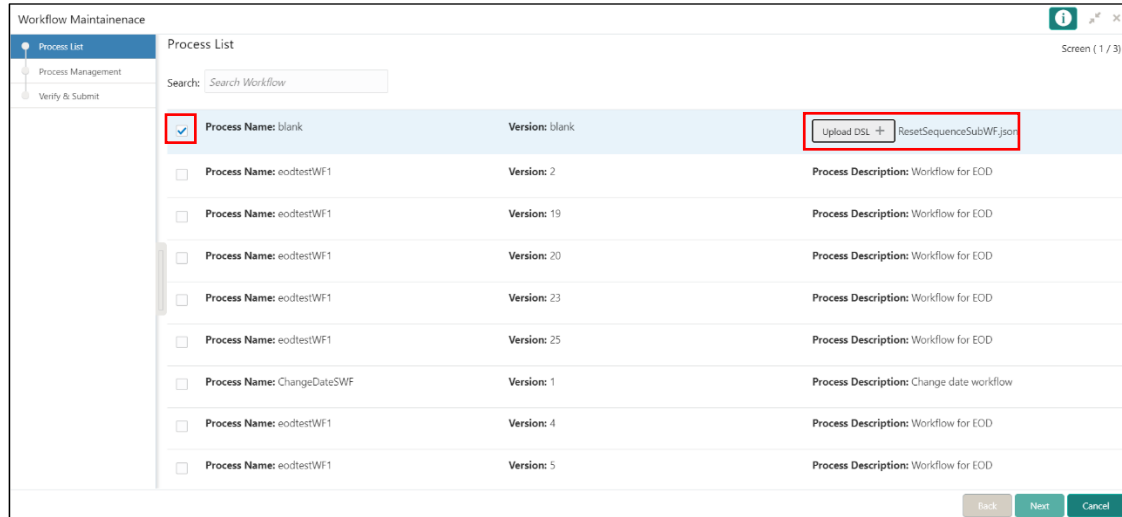 Workflow Maintainenace
Process List
Process Management
Verify & Submit
Process List
Screen ( 1 / 3)
Search: Search Workflow
Process Name: blank Version: blank Upload DSL + ResetSequenceSubWF.json
Process Name: eodtestWF1 Version: 2 Process Description: Workflow for EOD
Process Name: eodtestWF1 Version: 19 Process Description: Workflow for EOD
Process Name: eodtestWF1 Version: 20 Process Description: Workflow for EOD
Process Name: eodtestWF1 Version: 23 Process Description: Workflow for EOD
Process Name: eodtestWF1 Version: 25 Process Description: Workflow for EOD
Process Name: ChangeDateSWF Version: 1 Process Description: Change date workflow
Process Name: eodtestWF1 Version: 4 Process Description: Workflow for EOD
Process Name: eodtestWF1 Version: 5 Process Description: Workflow for EOD
Back Next Cancel